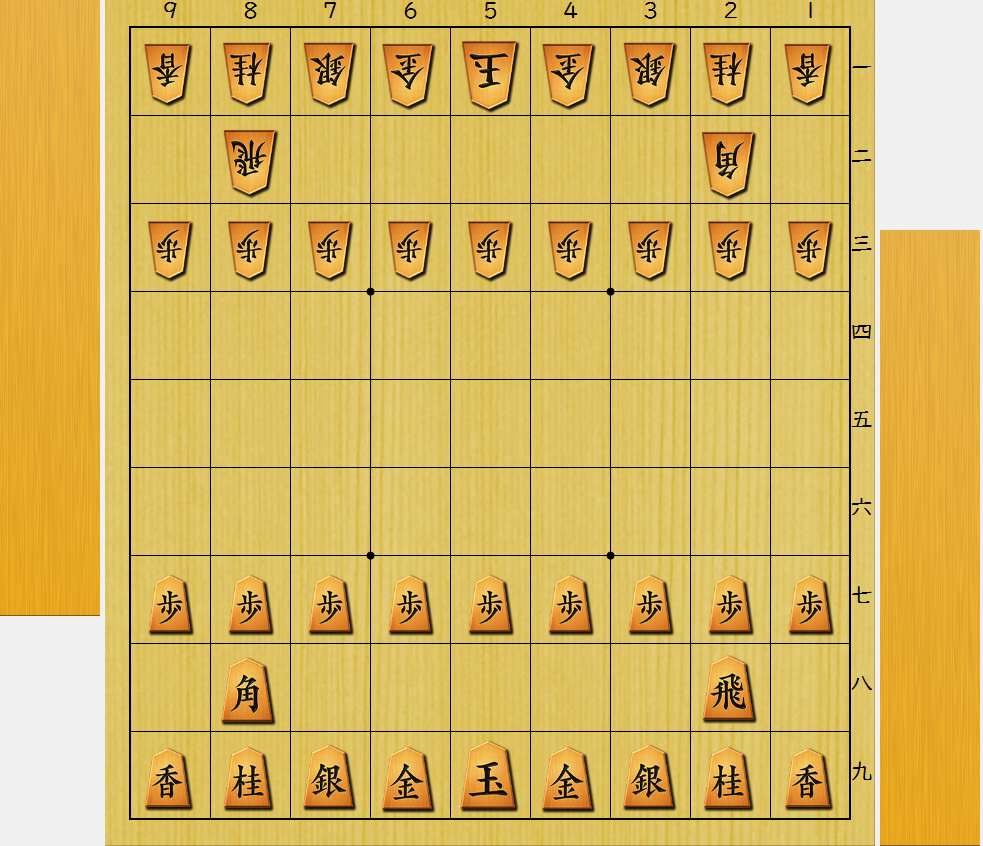 9 8 7 6 5 4 3 2 1
香 桂 銀 金 王 金 銀 桂 香 一
飛 角 二
歩 歩 歩 歩 歩 歩 歩 歩 歩 三
四
五
六
歩 歩 歩 歩 歩 歩 歩 歩 歩 七
角 飛 八
香 桂 銀 金 玉 金 銀 桂 香 九